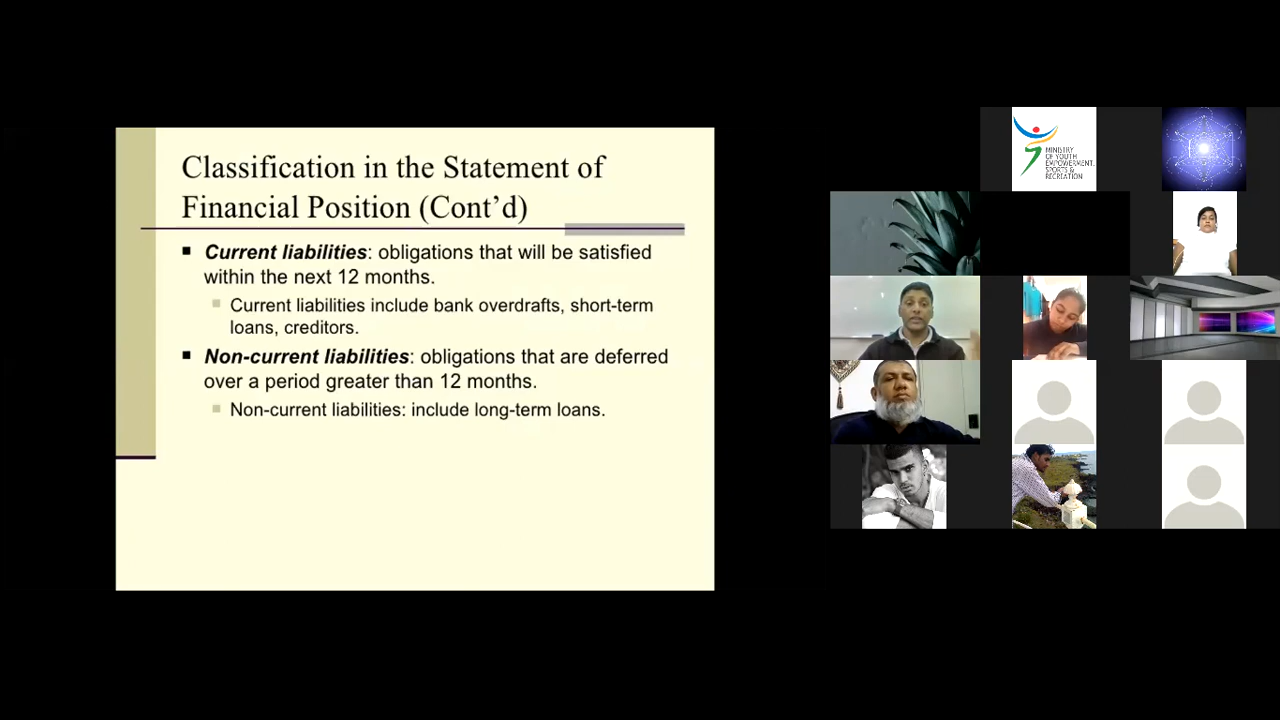 Classification in the Statement of
Financial Position (Cont’d)
Current liabilities: obligations that will be satisfied
within the next 12 months.
Current liabilities include bank overdrafts, short-term
loans, creditors.
Non-current liabilities: obligations that are deferred
over a period greater than 12 months.
Non-current liabilities: include long-term loans.
MINISTRY
OF YOUTH
EMPOWERMENT,
SPORTS &
RECREATION